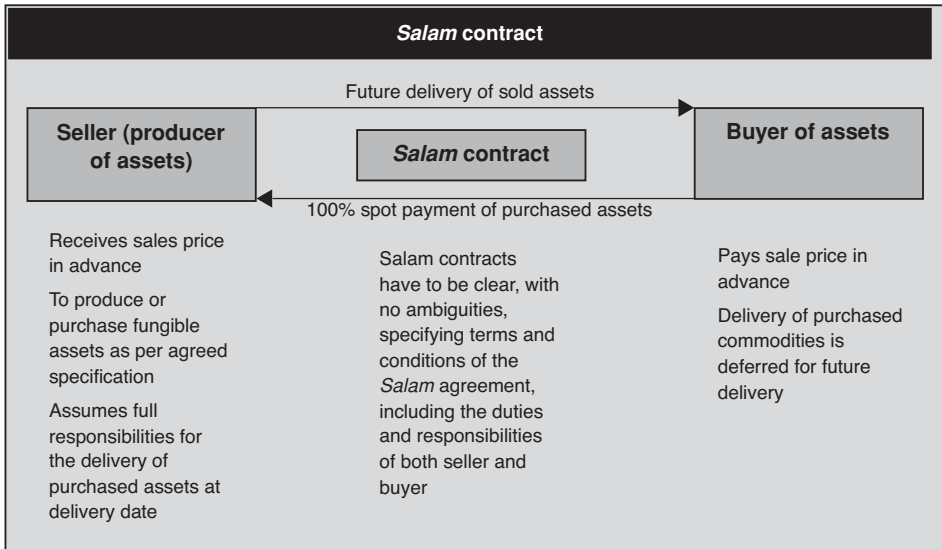 Salam contract
Future delivery of sold assets
Seller (producer
of assets)
Salam contract
Buyer of assets
100% spot payment of purchased assets
Receives sales price
in advance
To produce or
purchase fungible
assets as per agreed
specification
Assumes full
responsibilities for
the delivery of
purchased assets at
delivery date
Salam contracts
have to be clear, with
no ambiguities,
specifying terms and
conditions of the
Salam agreement,
including the duties
and responsibilities
of both seller and
buyer
Pays sale price in
advance
Delivery of purchased
commodities is
deferred for future
delivery